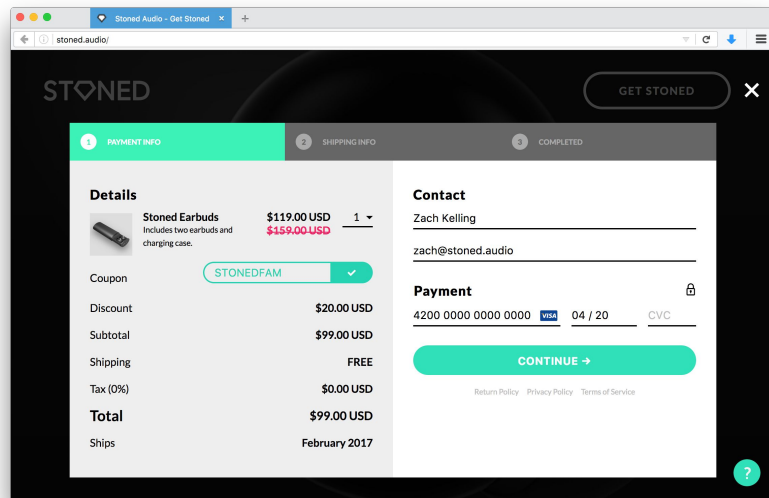 Stoned Audio - Get Stoned
stoned.audio/
STONED
GET STONED
1 PAYMENT INFO
2 SHIPPING INFO
3 COMPLETED
Details
Stoned Earbuds
Includes two earbuds and
charging case.
$119.00 USD
$159.00 USD
1
Coupon
STONEDFAM
Discount $20.00 USD
Subtotal $99.00 USD
Shipping FREE
Tax (0%) $0.00 USD
Total $99.00 USD
Ships February 2017
Contact
Zach Kelling
zach@stoned.audio
Payment
4200 0000 0000 0000 VISA 04 / 20 CVC
CONTINUE →
Return Policy Privacy Policy Terms of Service
?